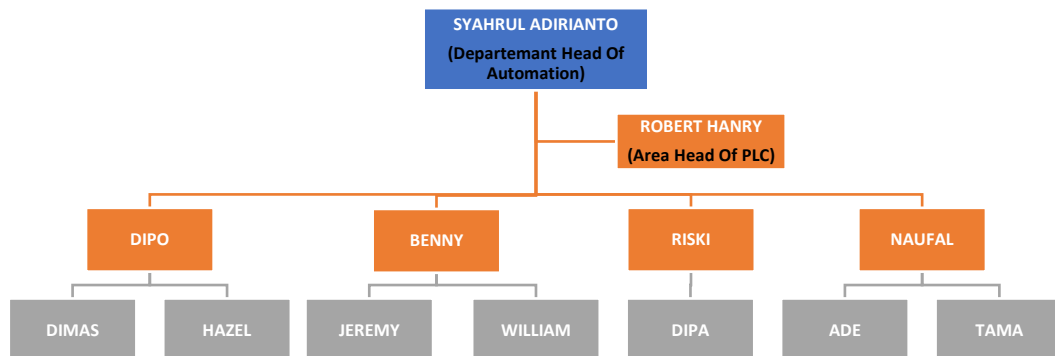 SYAHRUL ADIRIANTO
(Departemant Head Of
Automation)
ROBERT HANRY
(Area Head Of PLC)
DIPO
BENNY
RISKI
NAUFAL
DIMAS
HAZEL
JEREMY
WILLIAM
DIPA
ADE
TAMA